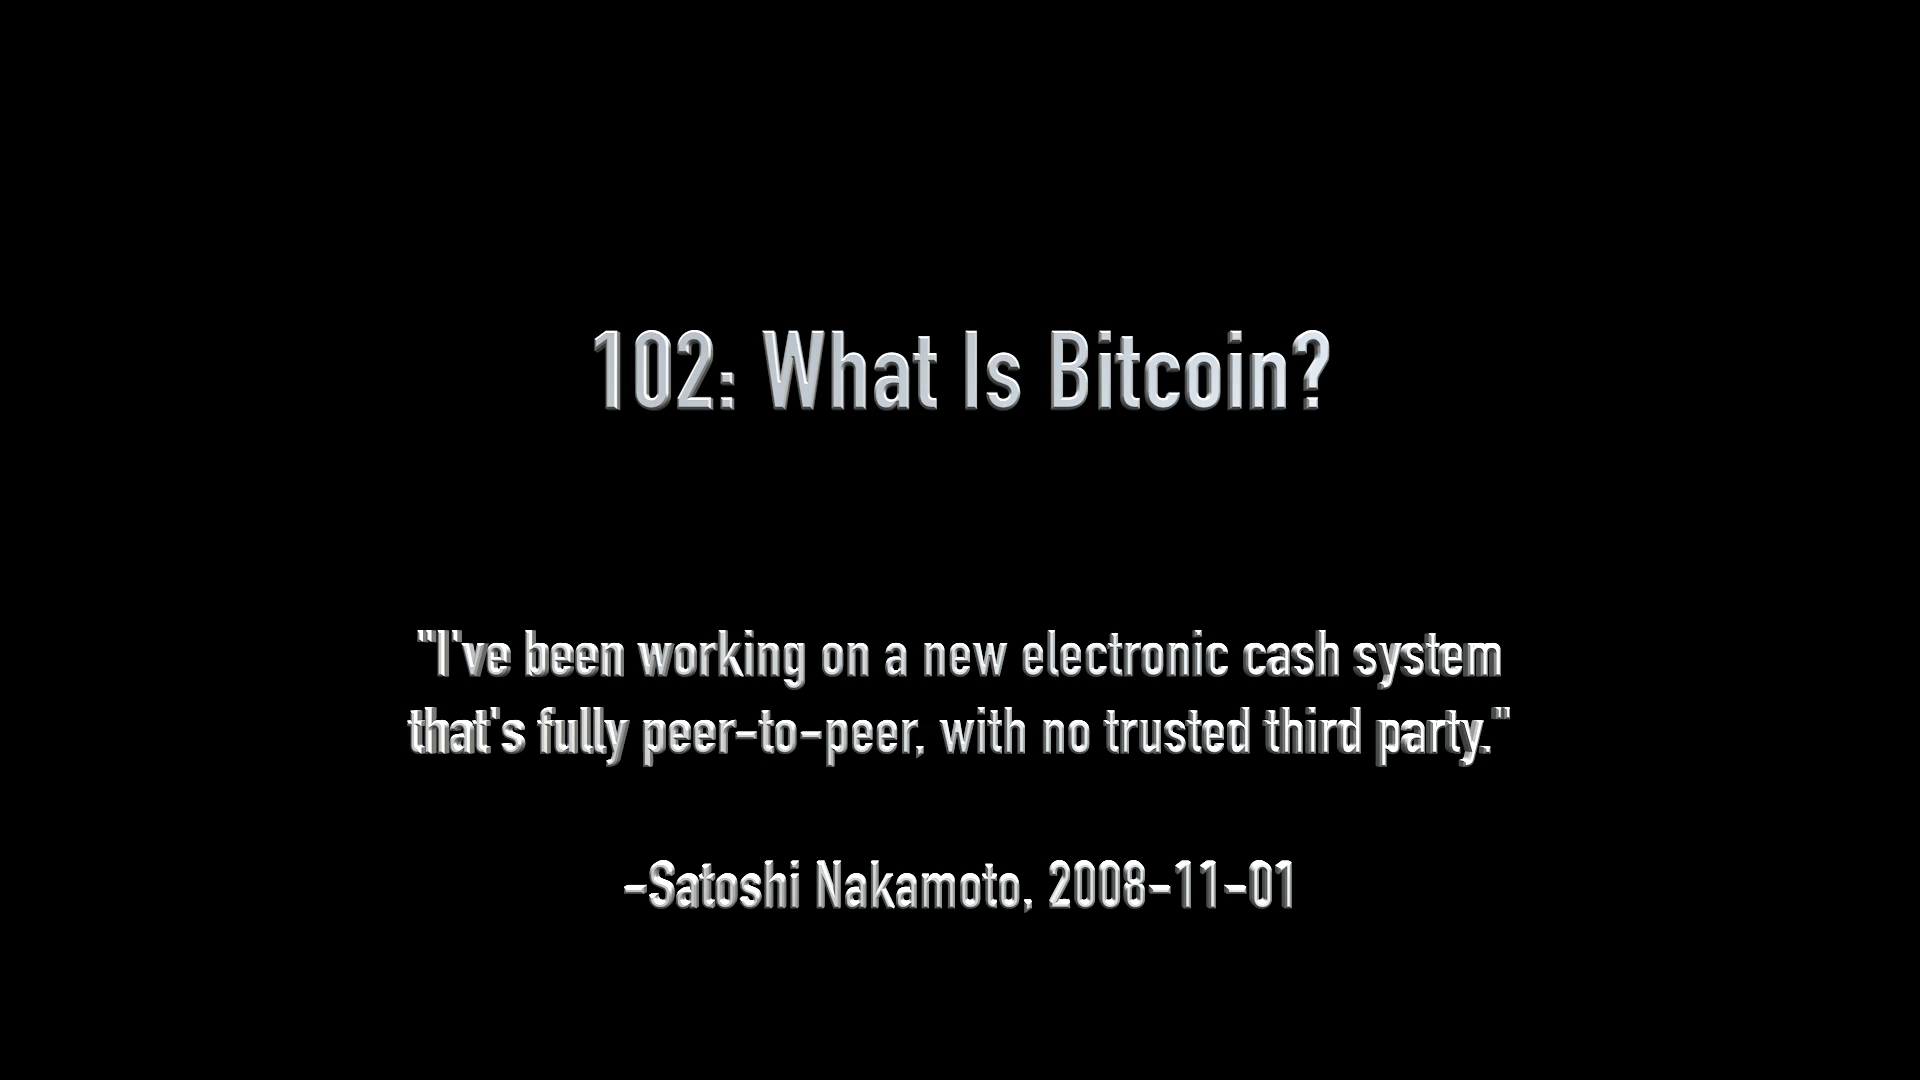 102: What Is Bitcoin?
"I've been working on a new electronic cash system
that's fully peer-to-peer, with no trusted third party."
-Satoshi Nakamoto, 2008-11-01